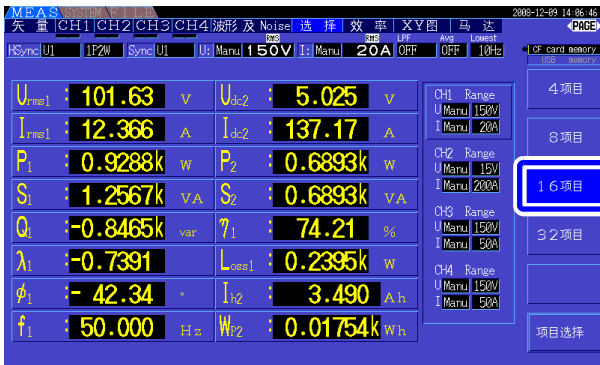 MEAS SYSTEM FILE 2008-12-09 14:06:46
矢 量 CH1 CH2 CH3 CH4 波形 及 Noise 选 择 效 率 XY图 马 达 PAGE
RMS RMS LPF Avg Lowest
HSync U1 1P2W Sync U1 U: Manu 150V I: Manu 20A OFF OFF 10Hz CF card memory
USB memory
Urms1 : 101.63 V Udc2 : 5.025 V
Irms1 : 12.366 A Idc2 : 137.17 A
P1 : 0.9288k W P2 : 0.6893k W
S1 : 1.2567k VA S2 : 0.6893k VA
Q1 :-0.8465k var η1 : 74.21 %
λ1 :-0.7391 Loss1 : 0.2395k W
φ1 :- 42.34 ° Ih2 : 3.490 Ah
f1 : 50.000 Hz WP2 : 0.01754k Wh
CH1 Range
U Manu 150V
I Manu 20A
CH2 Range
U Manu 15V
I Manu 200A
CH3 Range
U Manu 150V
I Manu 50A
CH4 Range
U Manu 150V
I Manu 50A
4项目
8项目
16项目
32项目
项目选择